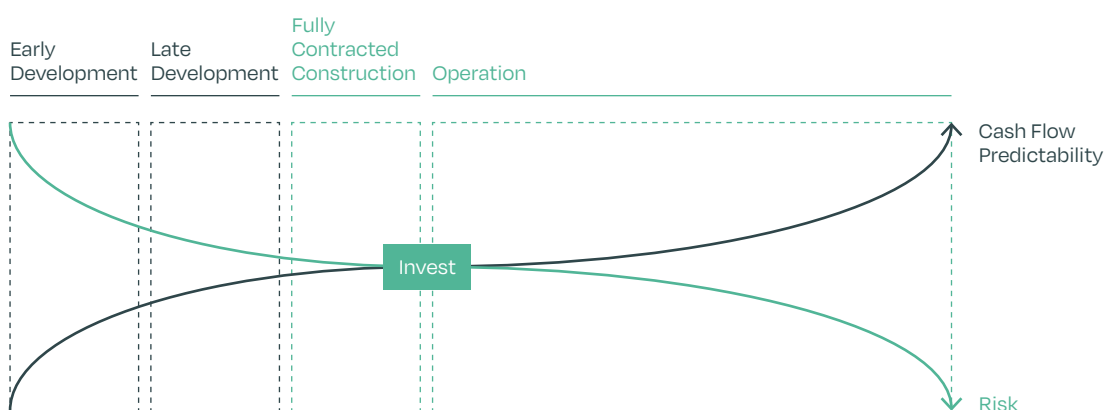 Early
Development
Late
Development
Fully
Contracted
Construction
Operation
Cash Flow
Predictability
Invest
Risk